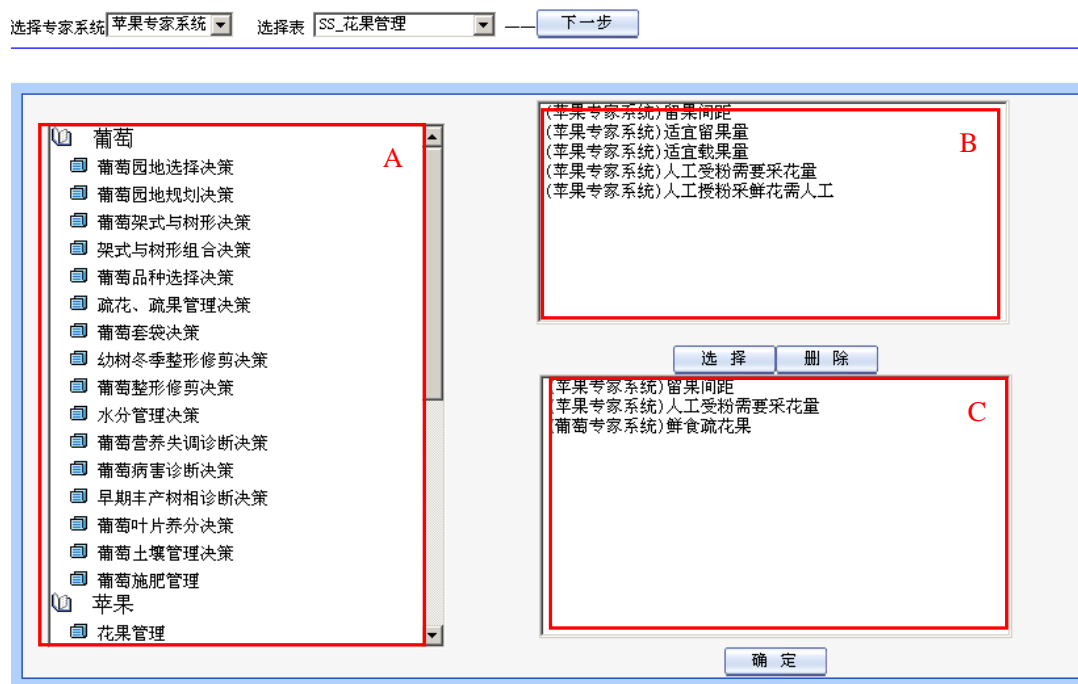 选择专家系统 苹果专家系统 选择表 SS_花果管理 —— 下一步
葡萄
葡萄园地选择决策
葡萄园地规划决策
葡萄架式与树形决策
架式与树形组合决策
葡萄品种选择决策
疏花、疏果管理决策
葡萄套袋决策
幼树冬季整形修剪决策
葡萄整形修剪决策
水分管理决策
葡萄营养失调诊断决策
葡萄病害诊断决策
早期丰产树相诊断决策
葡萄叶片养分决策
葡萄土壤管理决策
葡萄施肥管理
苹果
花果管理
A
(苹果专家系统)留果间距
(苹果专家系统)适宜留果量
(苹果专家系统)适宜载果量
(苹果专家系统)人工受粉需要采花量
(苹果专家系统)人工授粉采鲜花需人工
B
选 择 删 除
(苹果专家系统)留果间距
(苹果专家系统)人工受粉需要采花量
(葡萄专家系统)鲜食疏花果
C
确 定